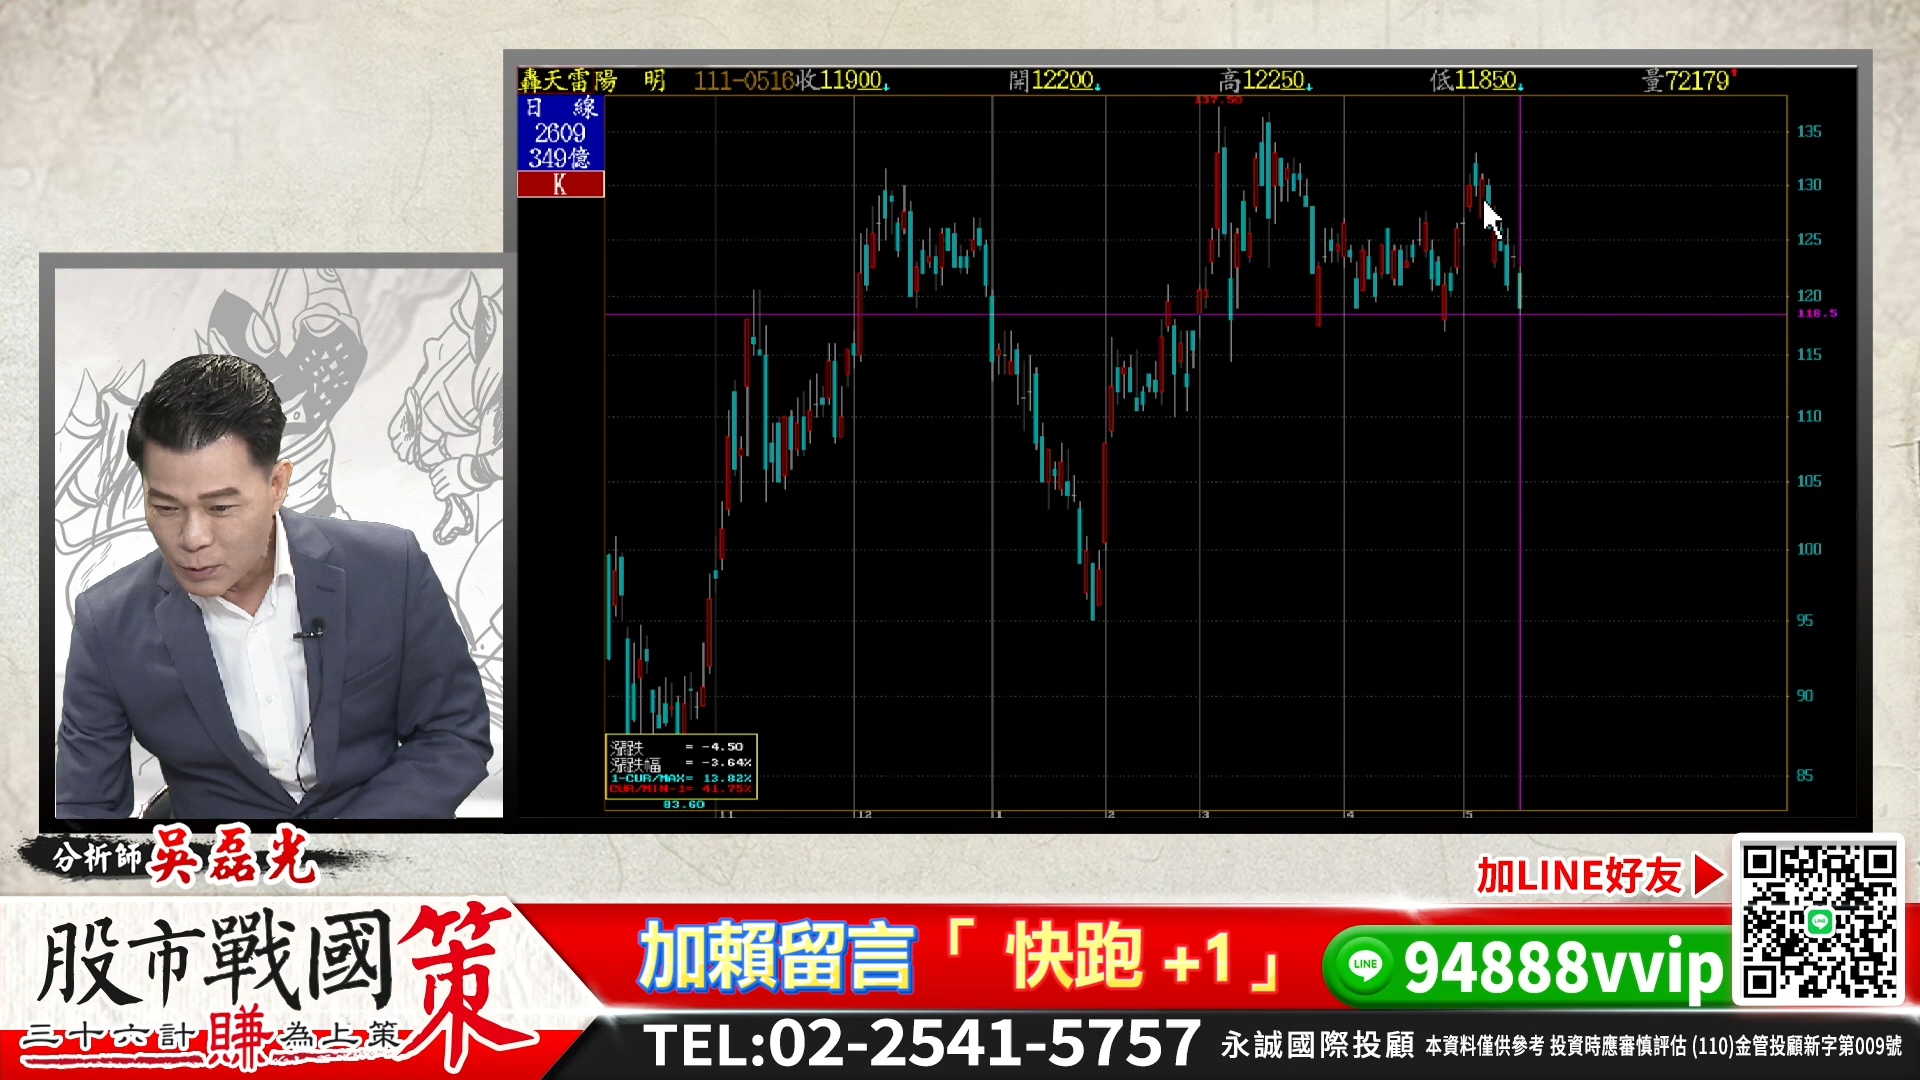 轟天雷陽 明 111-0516收11900 開12200 高12250 低11850 量72179
日 線
2609
349億
K
137.50
135
130
125
120
118.5
115
110
105
100
95
90
85
漲跌 = -4.50
漲跌幅 = -3.64%
1-CUR/MAX= 13.82%
CUR/MIN-1= 41.75%
83.60
11 12 1 2 3 4 5
分析師 吳磊光
加LINE好友
股市戰國策
三十六計賺為上策
加賴留言「 快跑 +1 」
LINE 94888vvip
TEL:02-2541-5757 永誠國際投顧 本資料僅供參考 投資時應審慎評估 (110)金管投顧新字第009號